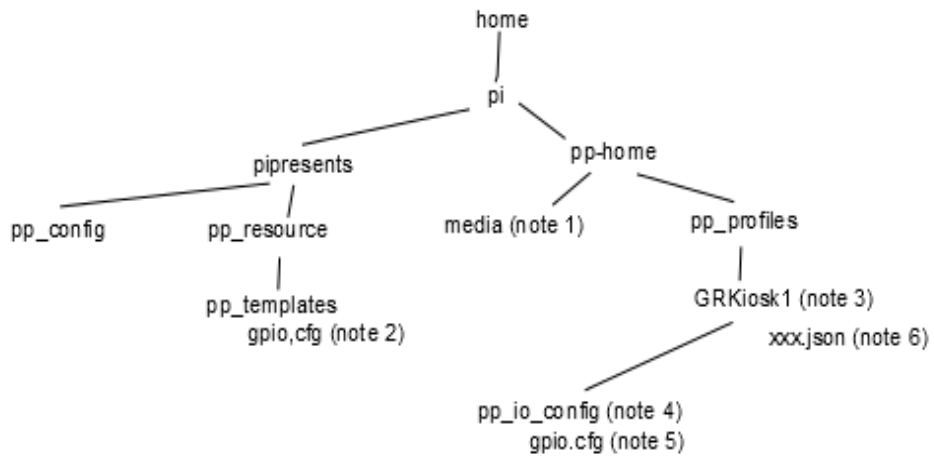 home
pi
pipresents
pp-home
pp_config
pp_resource
media (note 1)
pp_profiles
pp_templates
gpio,cfg (note 2)
GRKiosk1 (note 3)
xxx.json (note 6)
pp_io_config (note 4)
gpio.cfg (note 5)